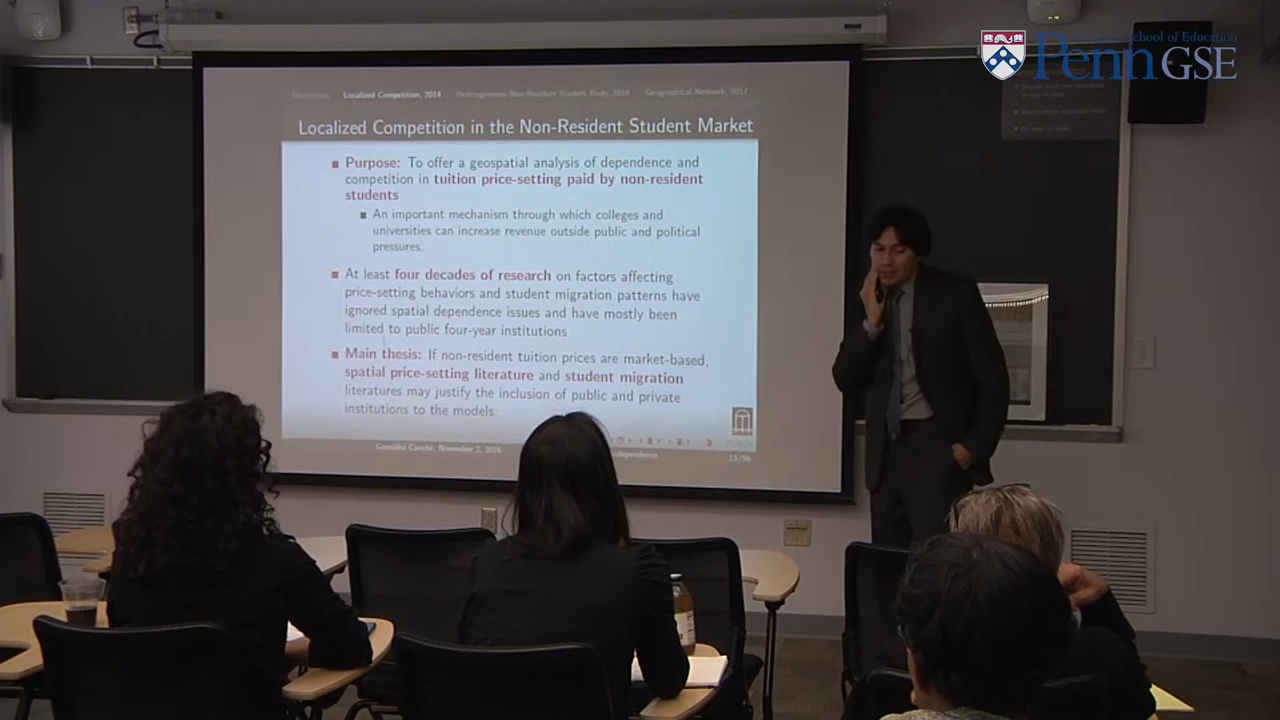 Graduate School of Education
Penn GSE
Motivation Localized Competition, 2014 Heterogeneous Non-Resident Student Body, 2016 Geographical Network, 2017
Localized Competition in the Non-Resident Student Market
Purpose: To offer a geospatial analysis of dependence and
competition in tuition price-setting paid by non-resident
students
An important mechanism through which colleges and
universities can increase revenue outside public and political
pressures.
At least four decades of research on factors affecting
price-setting behaviors and student migration patterns have
ignored spatial dependence issues and have mostly been
limited to public four-year institutions
Main thesis: If non-resident tuition prices are market-based,
spatial price-setting literature and student migration
literatures may justify the inclusion of public and private
institutions to the models.
González Canché, November 2, 2016
13/56